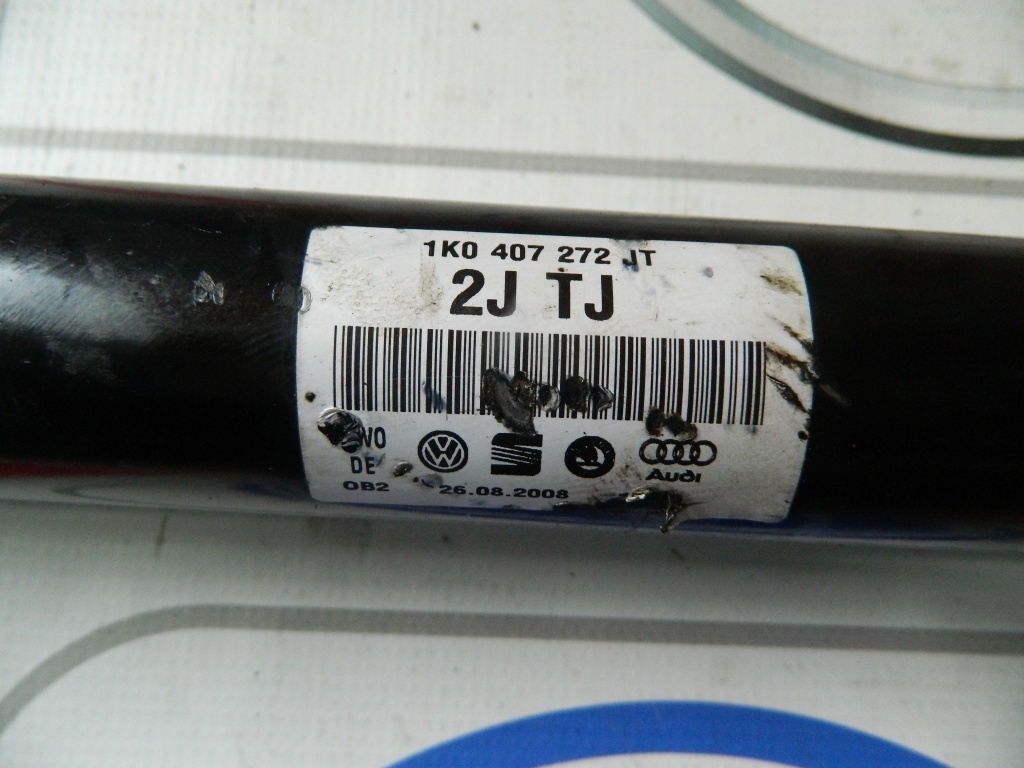 1K0 407 272 JT
2J TJ
DE
OB2 26.08.2008
Audi